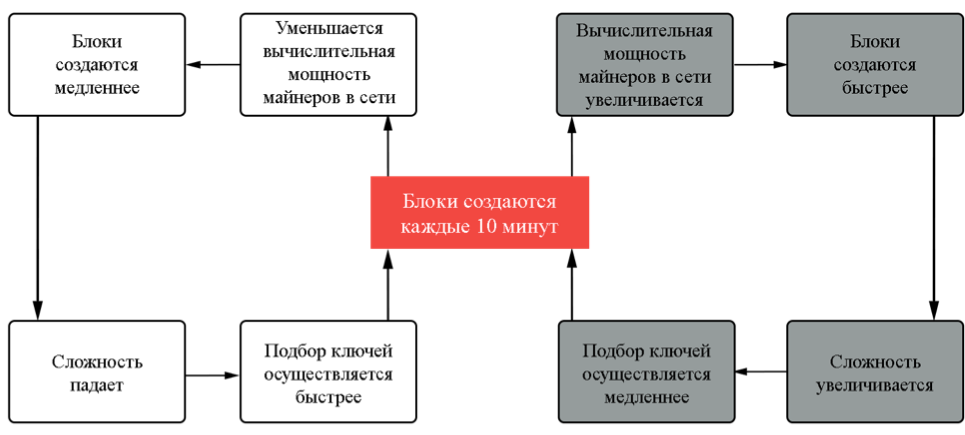 Блоки
создаются
медленнее
Уменьшается
вычислительная
мощность
майнеров в сети
Вычислительная
мощность
майнеров в сети
увеличивается
Блоки
создаются
быстрее
Блоки создаются
каждые 10 минут
Сложность
падает
Подбор ключей
осуществляется
быстрее
Подбор ключей
осуществляется
медленнее
Сложность
увеличивается